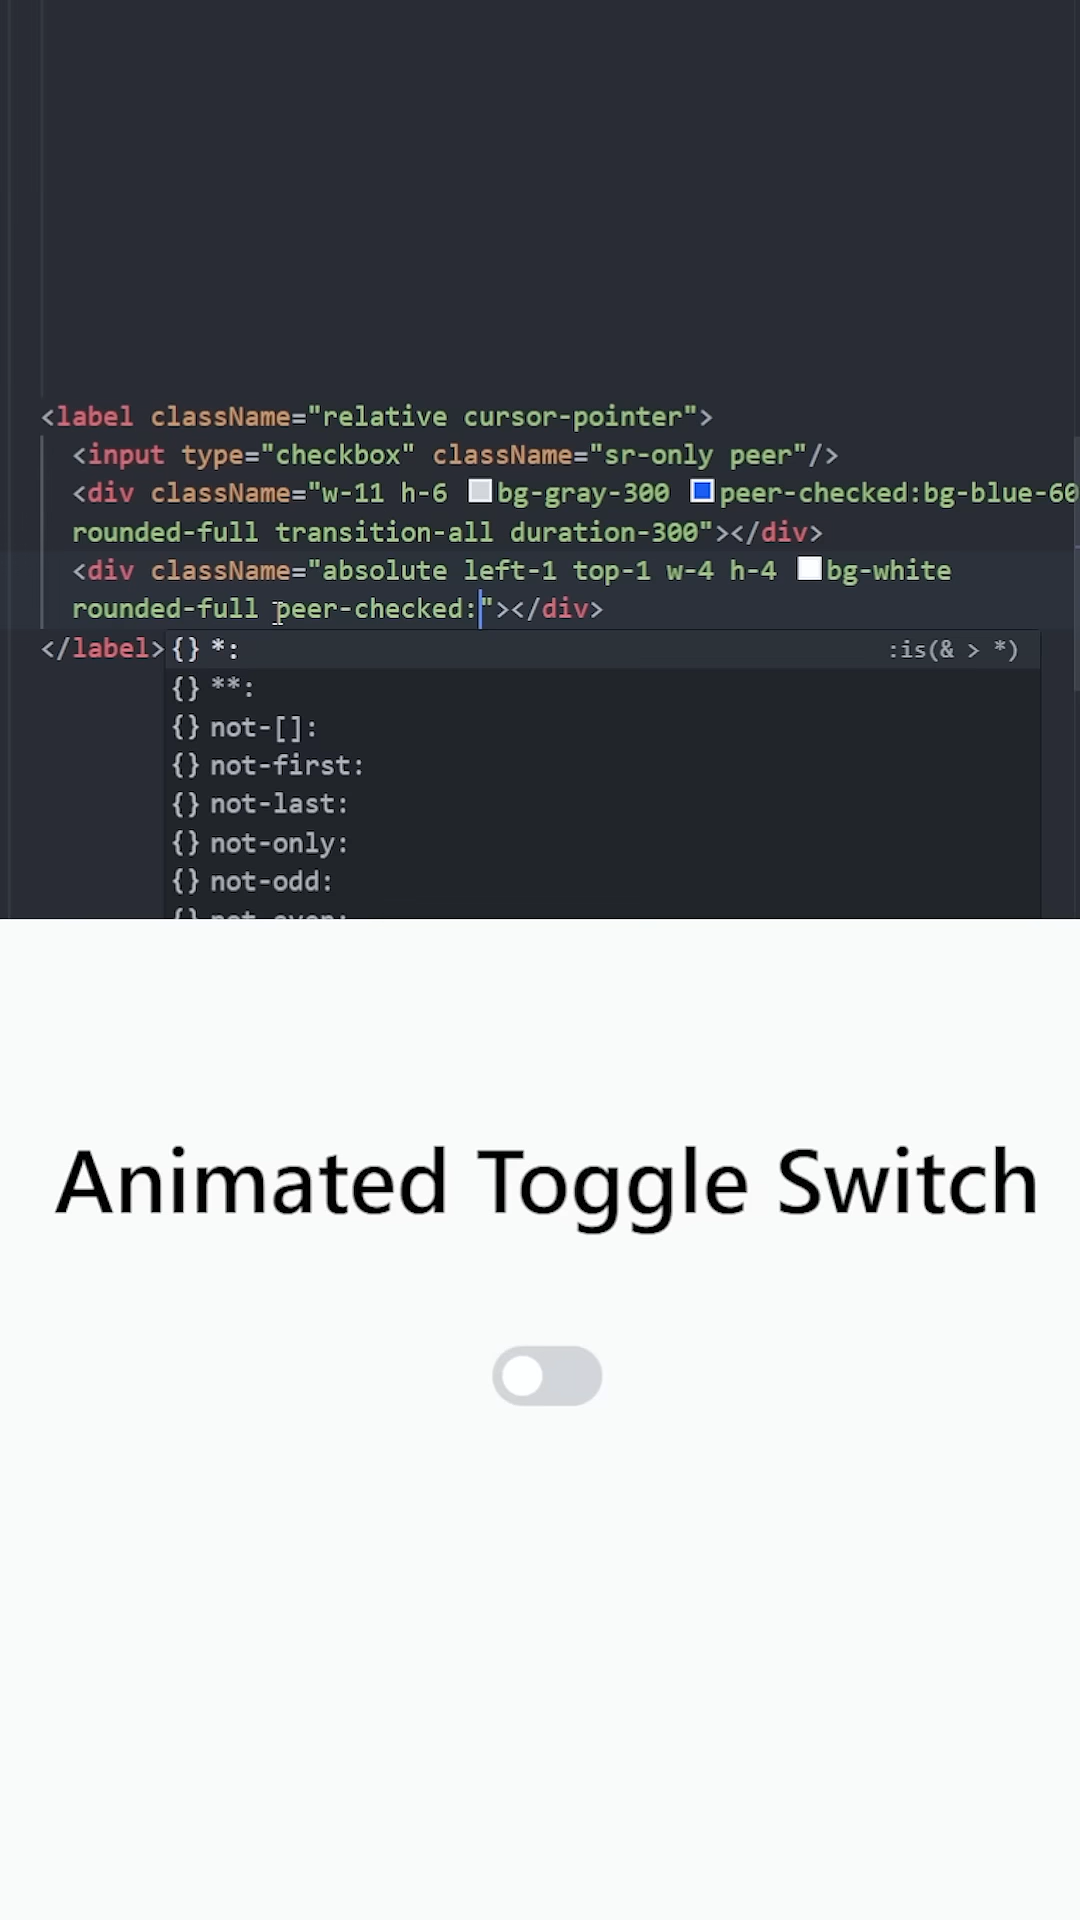 <label className="relative cursor-pointer">
<input type="checkbox" className="sr-only peer"/>
<div className="w-11 h-6 bg-gray-300 peer-checked:bg-blue-60
rounded-full transition-all duration-300"></div>
<div className="absolute left-1 top-1 w-4 h-4 bg-white
rounded-full peer-checked:"></div>
</label>
{} *: :is(& > *)
{} **:
{} not-[]:
{} not-first:
{} not-last:
{} not-only:
{} not-odd:
{} not-even:
Animated Toggle Switch